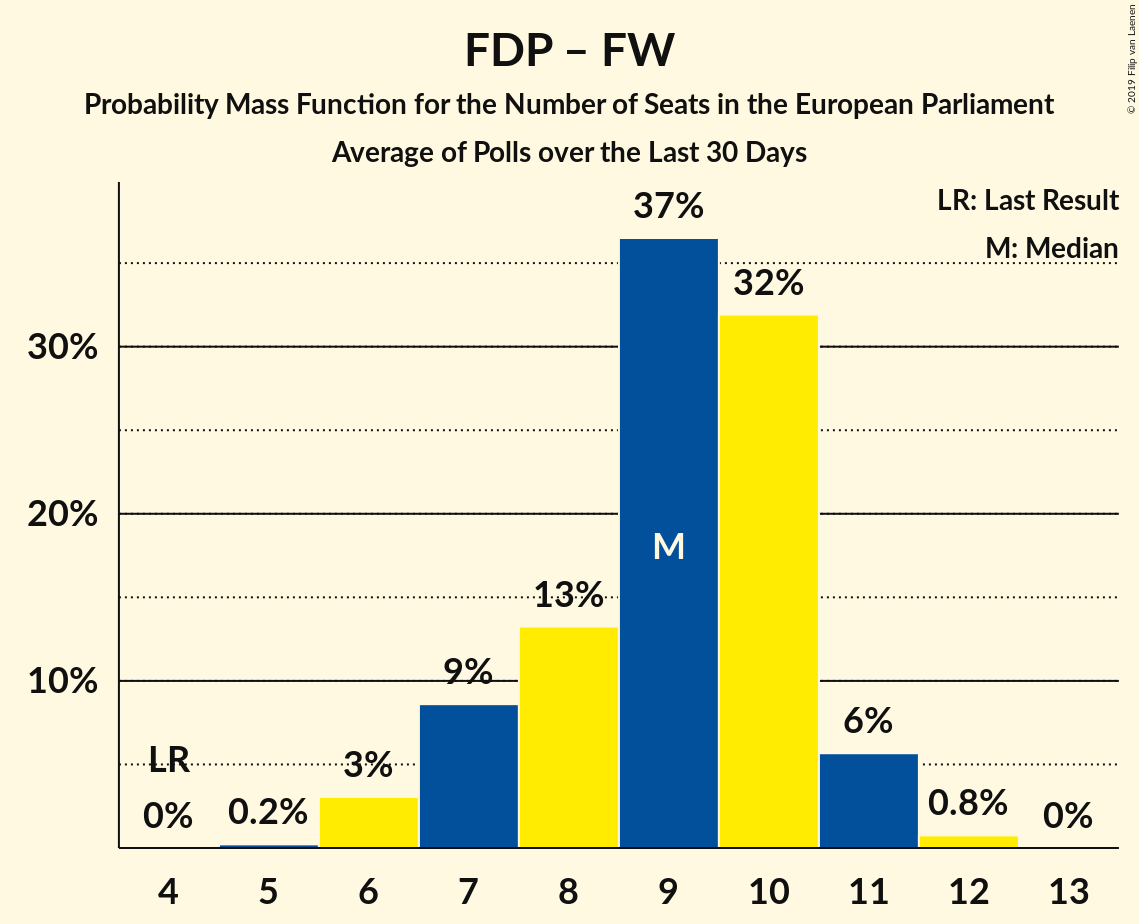 FDP – FW
Probability Mass Function for the Number of Seats in the European Parliament
Average of Polls over the Last 30 Days
© 2019 Filip van Laenen
LR: Last Result
M: Median
37%
32%
30%
20%
M
13%
10%
9%
6%
LR
3%
0%
0.2%
0.8%
0%
4 5 6 7 8 9 10 11 12 13